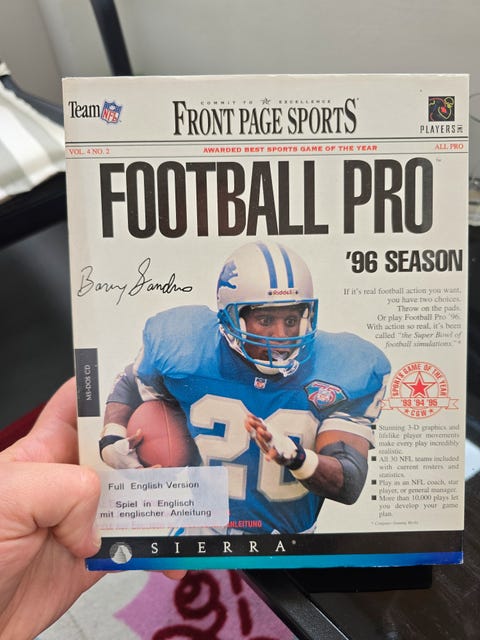 Team NFL
COMMIT TO EXCELLENCE
FRONT PAGE SPORTS®
PLAYERS INC
VOL. 4 NO. 2
AWARDED BEST SPORTS GAME OF THE YEAR
ALL PRO
FOOTBALL PRO™
'96 SEASON
Barry Sanders
If it's real football action you want,
you have two choices.
Throw on the pads.
Or play Football Pro '96.
With action so real, it's been
called "the Super Bowl of
football simulations."*
Riddell
NFL
20
SPORTS GAME OF THE YEAR
'93 '94 '95
CGW
Stunning 3-D graphics and
lifelike player movements
make every play incredibly
realistic.
All 30 NFL teams included
with current rosters and
statistics.
Play as an NFL coach, star
player, or general manager.
More than 10,000 plays let
you develop your game
plan.
MS-DOS CD
Full English Version
Spiel in Englisch
mit englischer Anleitung
ANLEITUNG
SIERRA®